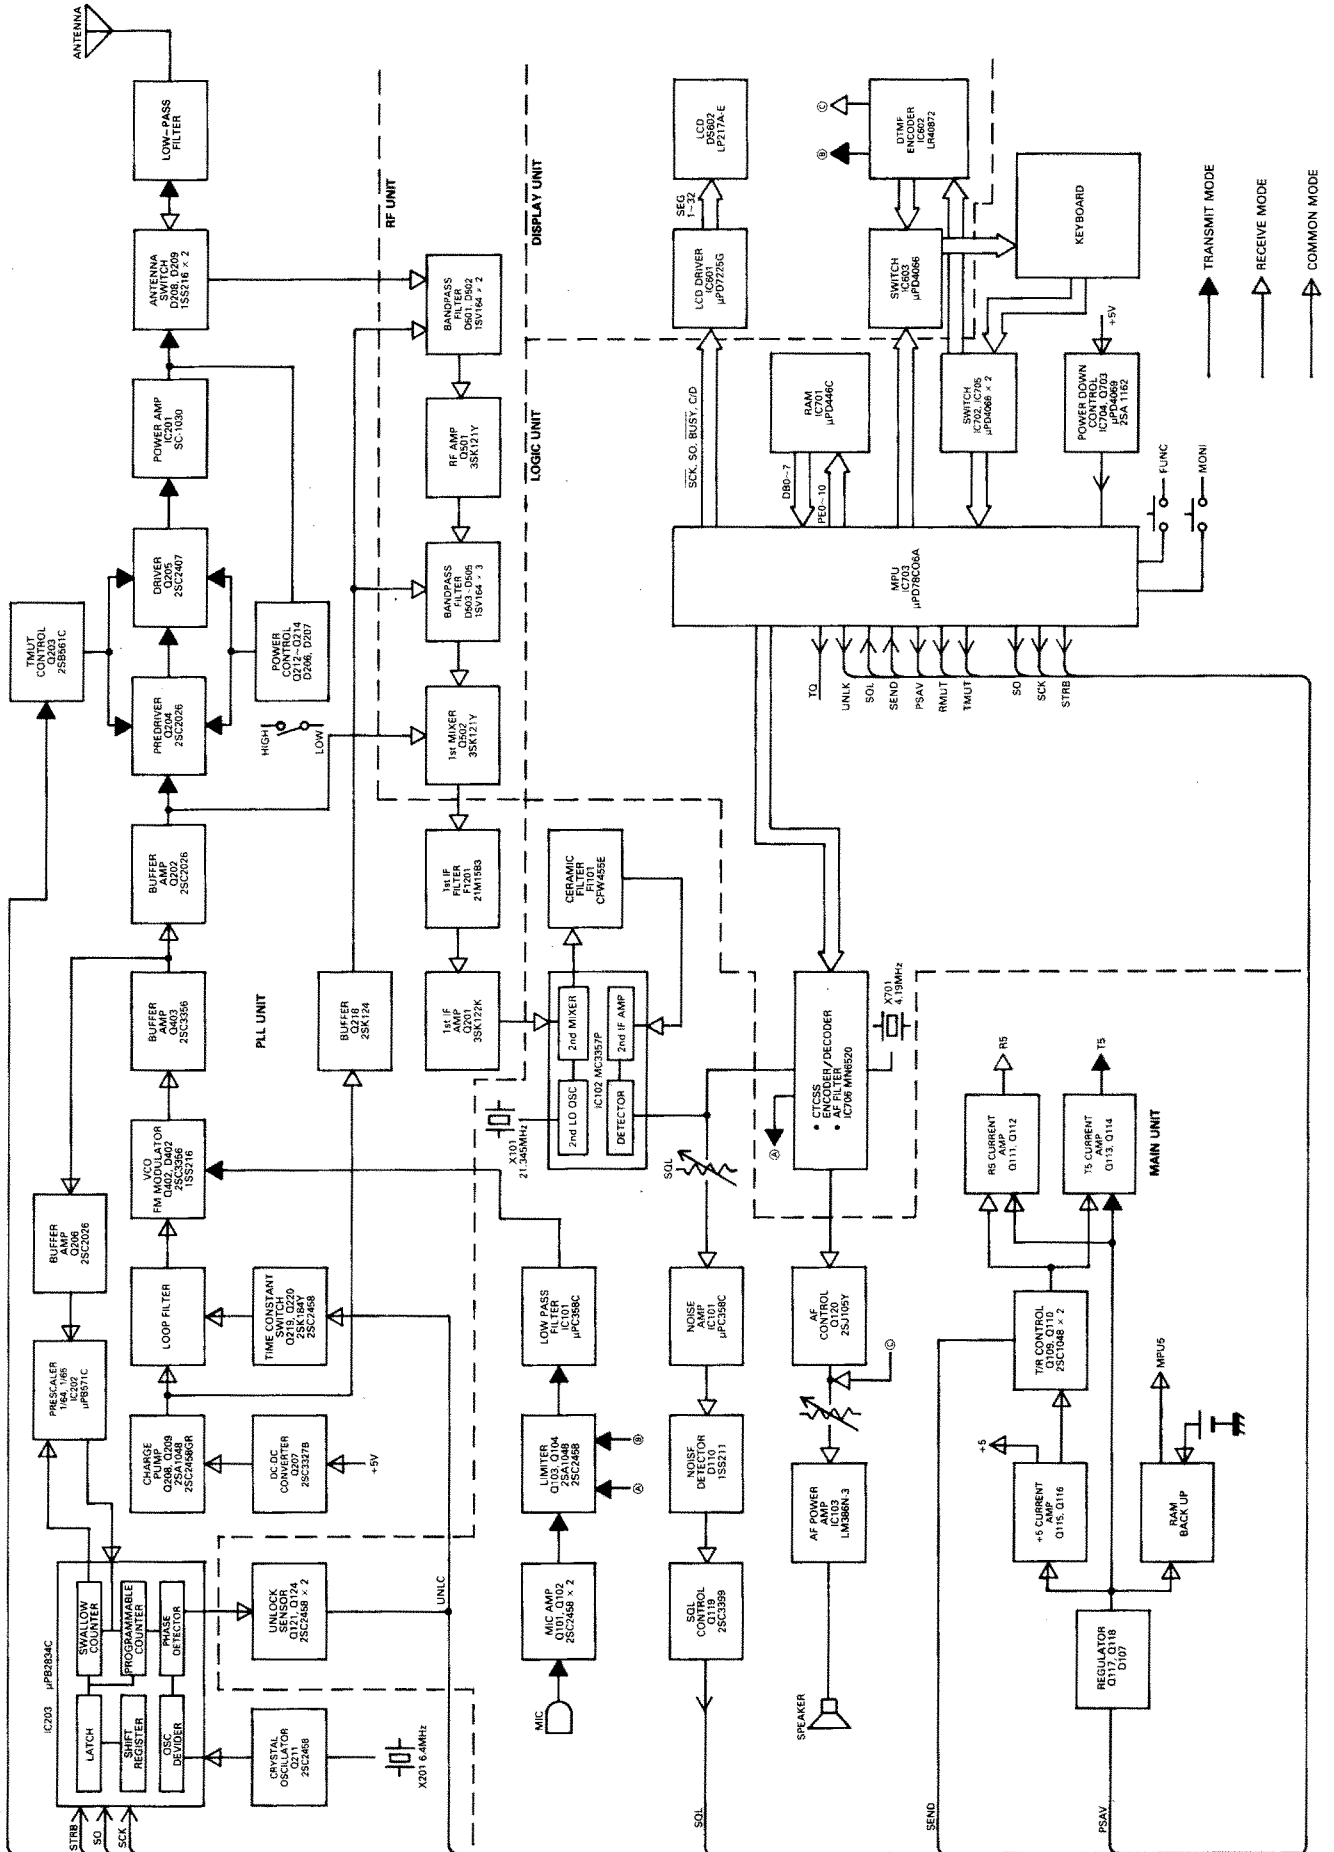 ANTENNA
LOW-PASS
FILTER
ANTENNA
SWITCH
D208, D209
1SS216 × 2
POWER AMP
IC201
SC-1030
DRIVER
Q205
2SC2407
TMUT
CONTROL
Q203
2SB561C
PREDRIVER
Q204
2SC2026
POWER
CONTROL
Q212~Q214
D206, D207
HIGH
LOW
BUFFER
AMP
Q202
2SC2026
BUFFER
AMP
Q403
2SC3356
PLL UNIT
BUFFER
Q218
2SK124
VCO
FM MODULATOR
Q402, D402
2SC3356
1SS216
BUFFER
AMP
Q206
2SC2026
LOOP FILTER
TIME CONSTANT
SWITCH
Q219, Q220
2SK184Y
2SC2458
PRESCALER
1/64, 1/65
IC202
μPB571C
CHARGE
PUMP
Q208, Q209
2SA1048
2SC2458GR
DC-DC
CONVERTER
Q207
2SC3327B
+5V
IC203
μPB2834C
SWALLOW
COUNTER
PROGRAMMABLE
COUNTER
PHASE
DETECTOR
LATCH
SHIFT
REGISTER
OSC
DEVIDER
STRB
SO
SCK
UNLOCK
SENSOR
Q121, Q124
2SC2458 × 2
UNLC
CRYSTAL
OSCILLATOR
Q211
2SC2458
X201 6.4MHz
RF UNIT
DISPLAY UNIT
LOGIC UNIT
BANDPASS
FILTER
D501, D502
1SV164 × 2
RF AMP
Q501
3SK121Y
BANDPASS
FILTER
D503~D505
1SV164 × 3
1st MIXER
Q502
3SK121Y
1st IF
FILTER
F1201
21M15B3
1st IF
AMP
Q201
3SK122K
CERAMIC
FILTER
FI101
CFW455E
2nd MIXER
2nd IF AMP
IC102 MC3357P
2nd LO OSC
DETECTOR
X101
21.345MHz
SQL
LOW PASS
FILTER
IC101
μPC358C
LIMITER
Q103, Q104
2SA1048
2SC2458
Ⓐ
Ⓑ
MIC AMP
Q101, Q102
2SC2458 × 2
MIC
NOISE
AMP
IC101
μPC358C
NOISE
DETECTOR
D110
1SS211
SQL
CONTROL
Q119
2SC3399
SQL
LCD
DS602
LP217A-E
SEG
1~32
LCD DRIVER
IC601
μPD7225G
SCK, SO, BUSY, C/D
Ⓑ
Ⓒ
DTMF
ENCODER
IC602
LR40872
SWITCH
IC603
μPD4066
KEYBOARD
RAM
IC701
μPD446C
DB0~7
PE0~10
SWITCH
IC702, IC705
μPD4066 × 2
+5V
POWER DOWN
CONTROL
IC704, Q703
μPD4069
2SA 1162
FUNC
MONI
MPU
IC703
μPD78C06A
TQ
UNLK
SQL
SEND
PSAV
RMUT
TMUT
SO
SCK
STRB
TRANSMIT MODE
RECEIVE MODE
COMMON MODE
• CTCSS
ENCODER/DECODER
• AF FILTER
IC706 MN6520
Ⓐ
X701
4.19MHz
AF
CONTROL
Q120
2SJ105Y
Ⓒ
AF POWER
AMP
IC103
LM386N-3
SPEAKER
R5
T5
R5 CURRENT
AMP
Q111, Q112
T5 CURRENT
AMP
Q113, Q114
MAIN UNIT
T/R CONTROL
Q109, Q110
2SC1048 × 2
+5
MPU5
+5 CURRENT
AMP
Q115, Q116
RAM
BACK UP
REGULATOR
Q117, Q118
D107
SEND
PSAV